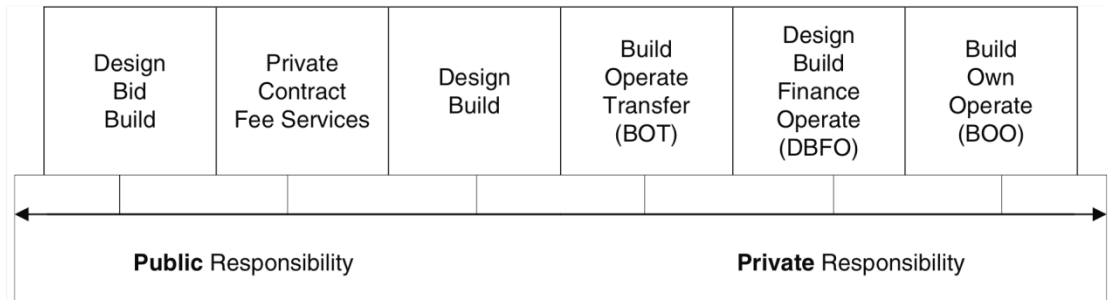 Design
Bid
Build
Private
Contract
Fee Services
Design
Build
Build
Operate
Transfer
(BOT)
Design
Build
Finance
Operate
(DBFO)
Build
Own
Operate
(BOO)
Public Responsibility
Private Responsibility